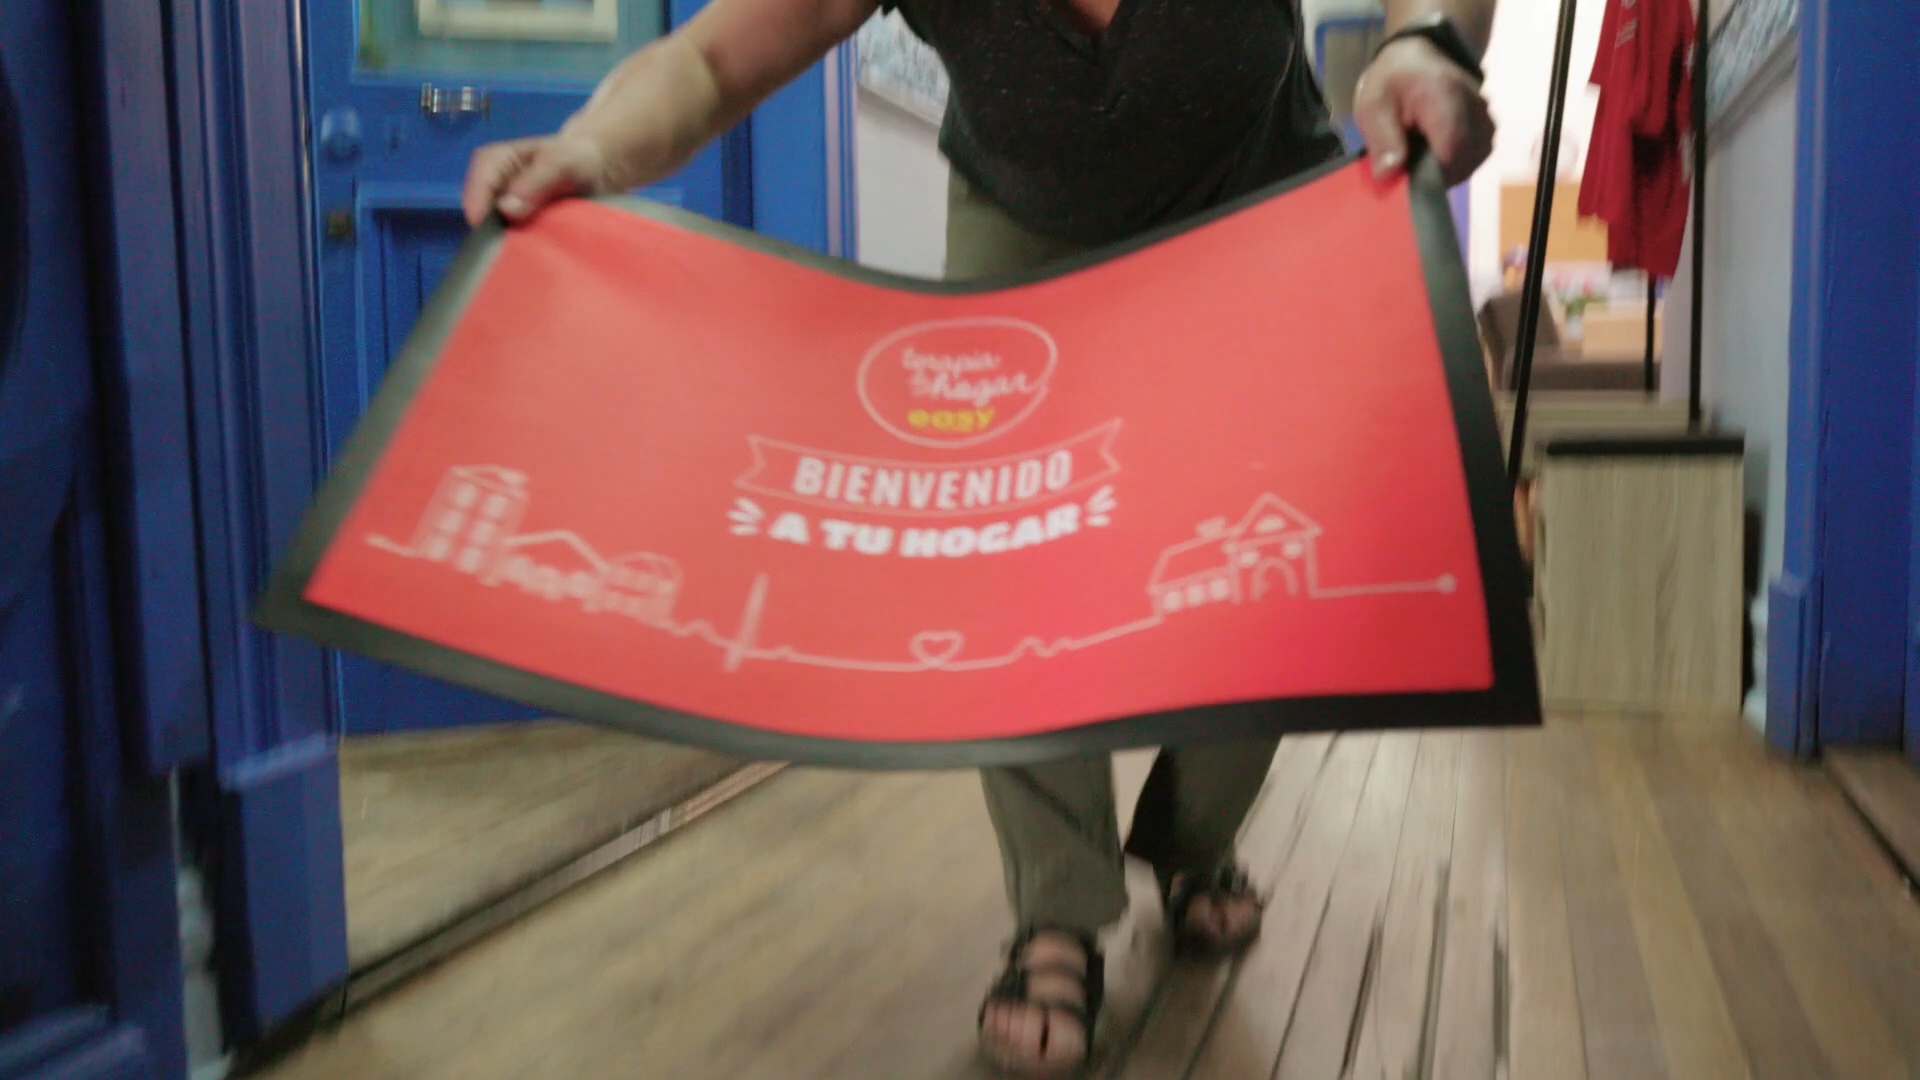 terapia
de hogar
easy
BIENVENIDO
A TU HOGAR